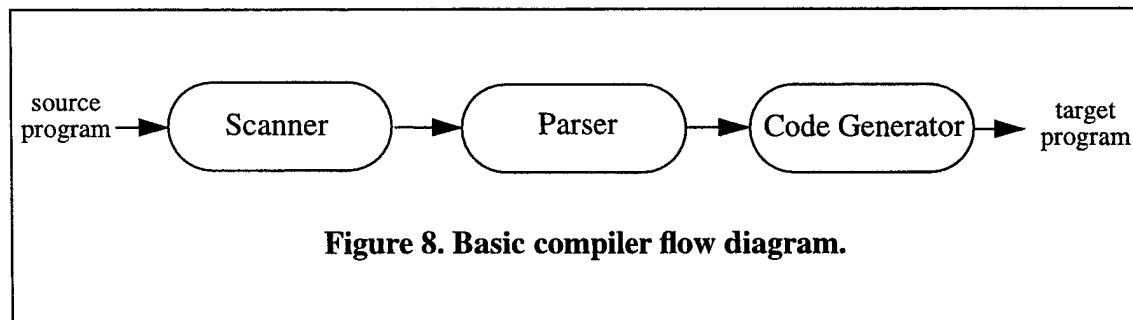 source
program
Scanner
Parser
Code Generator
target
program
Figure 8. Basic compiler flow diagram.